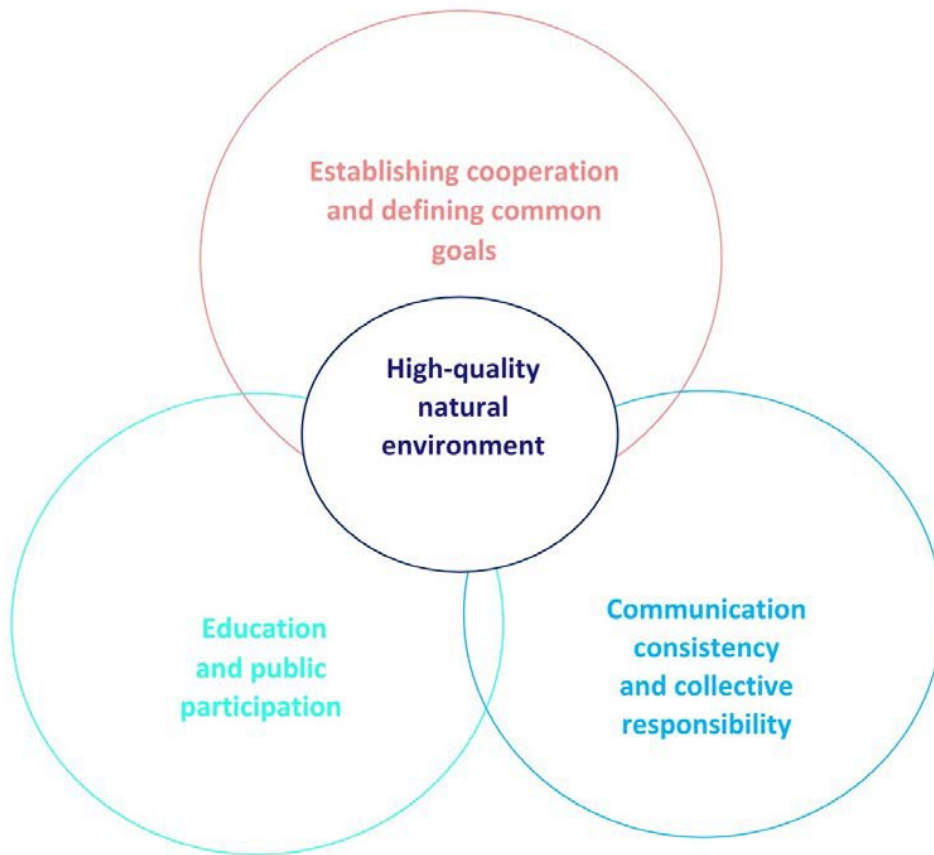 Establishing cooperation
and defining common
goals
High-quality
natural
environment
Education
and public
participation
Communication
consistency
and collective
responsibility